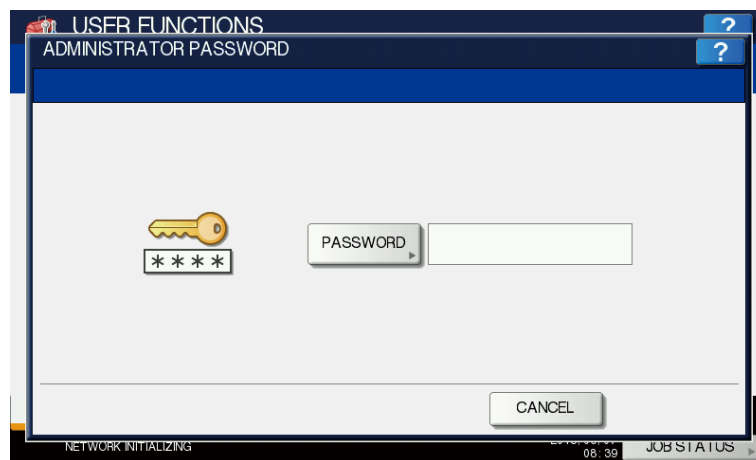 USER FUNCTIONS
?
ADMINISTRATOR PASSWORD
?
PASSWORD
* * * *
CANCEL
NETWORK INITIALIZING
08:39
JOB STATUS